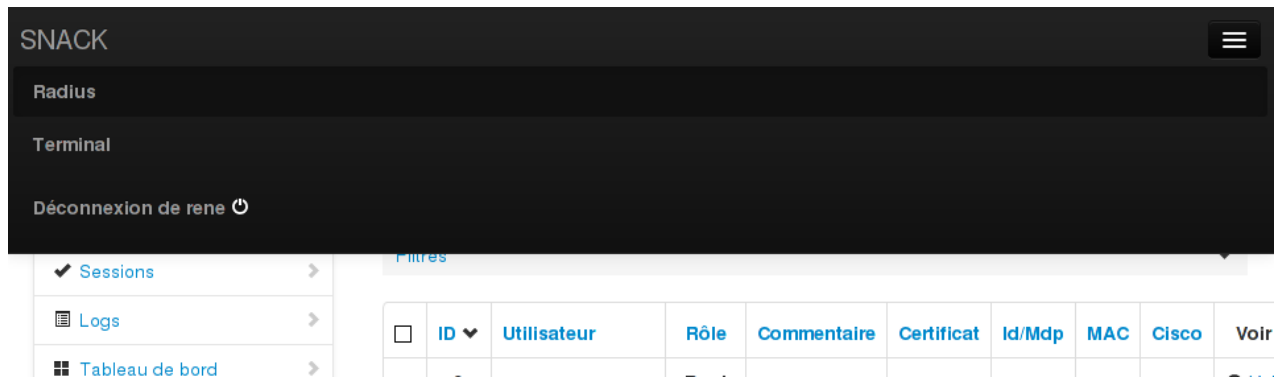 SNACK
Radius
Terminal
Déconnexion de rene
Filtres
Sessions
Logs
ID Utilisateur Rôle Commentaire Certificat Id/Mdp MAC Cisco Voir
Tableau de bord